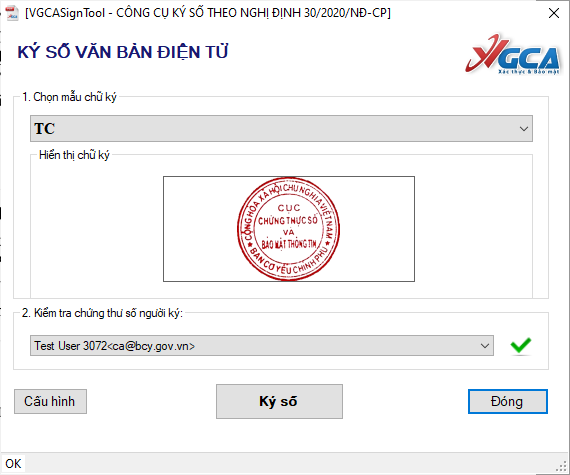 [VGCASignTool - CÔNG CỤ KÝ SỐ THEO NGHỊ ĐỊNH 30/2020/NĐ-CP]
KÝ SỐ VĂN BẢN ĐIỆN TỬ
VGCA
Xác thực & Bảo mật
1. Chọn mẫu chữ ký
TC
Hiển thị chữ ký
CỘNG HÒA XÃ HỘI CHỦ NGHĨA VIỆT NAM
CỤC
CHỨNG THỰC SỐ
VÀ
BẢO MẬT THÔNG TIN
★ BAN CƠ YẾU CHÍNH PHỦ ★
2. Kiểm tra chứng thư số người ký:
Test User 3072<ca@bcy.gov.vn>
Cấu hình
Ký số
Đóng
OK